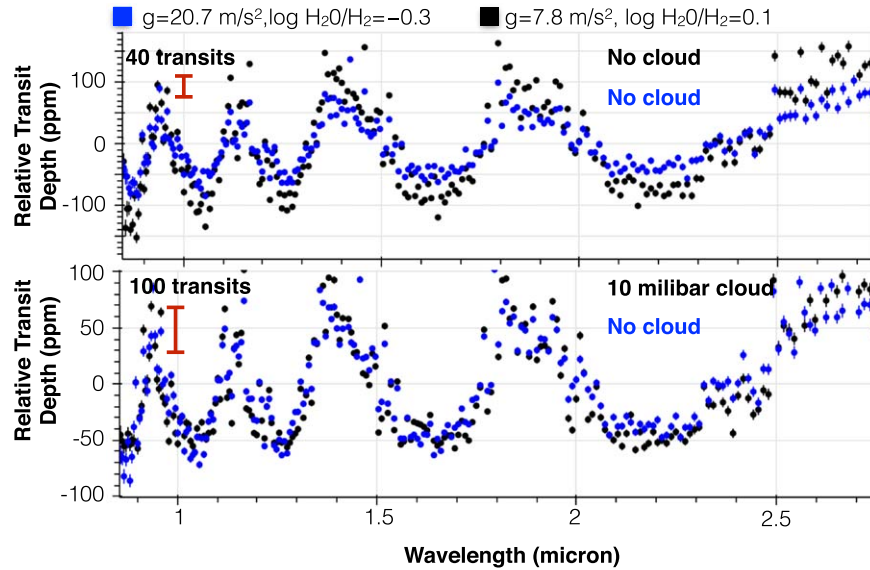 g=20.7 m/s²,log H₂0/H₂=−0.3 g=7.8 m/s², log H₂O/H₂=0.1
40 transits No cloud
No cloud
100
0
-100
Relative Transit
Depth (ppm)
100 transits 10 milibar cloud
No cloud
100
50
0
-50
-100
Relative Transit
Depth (ppm)
1 1.5 2 2.5
Wavelength (micron)